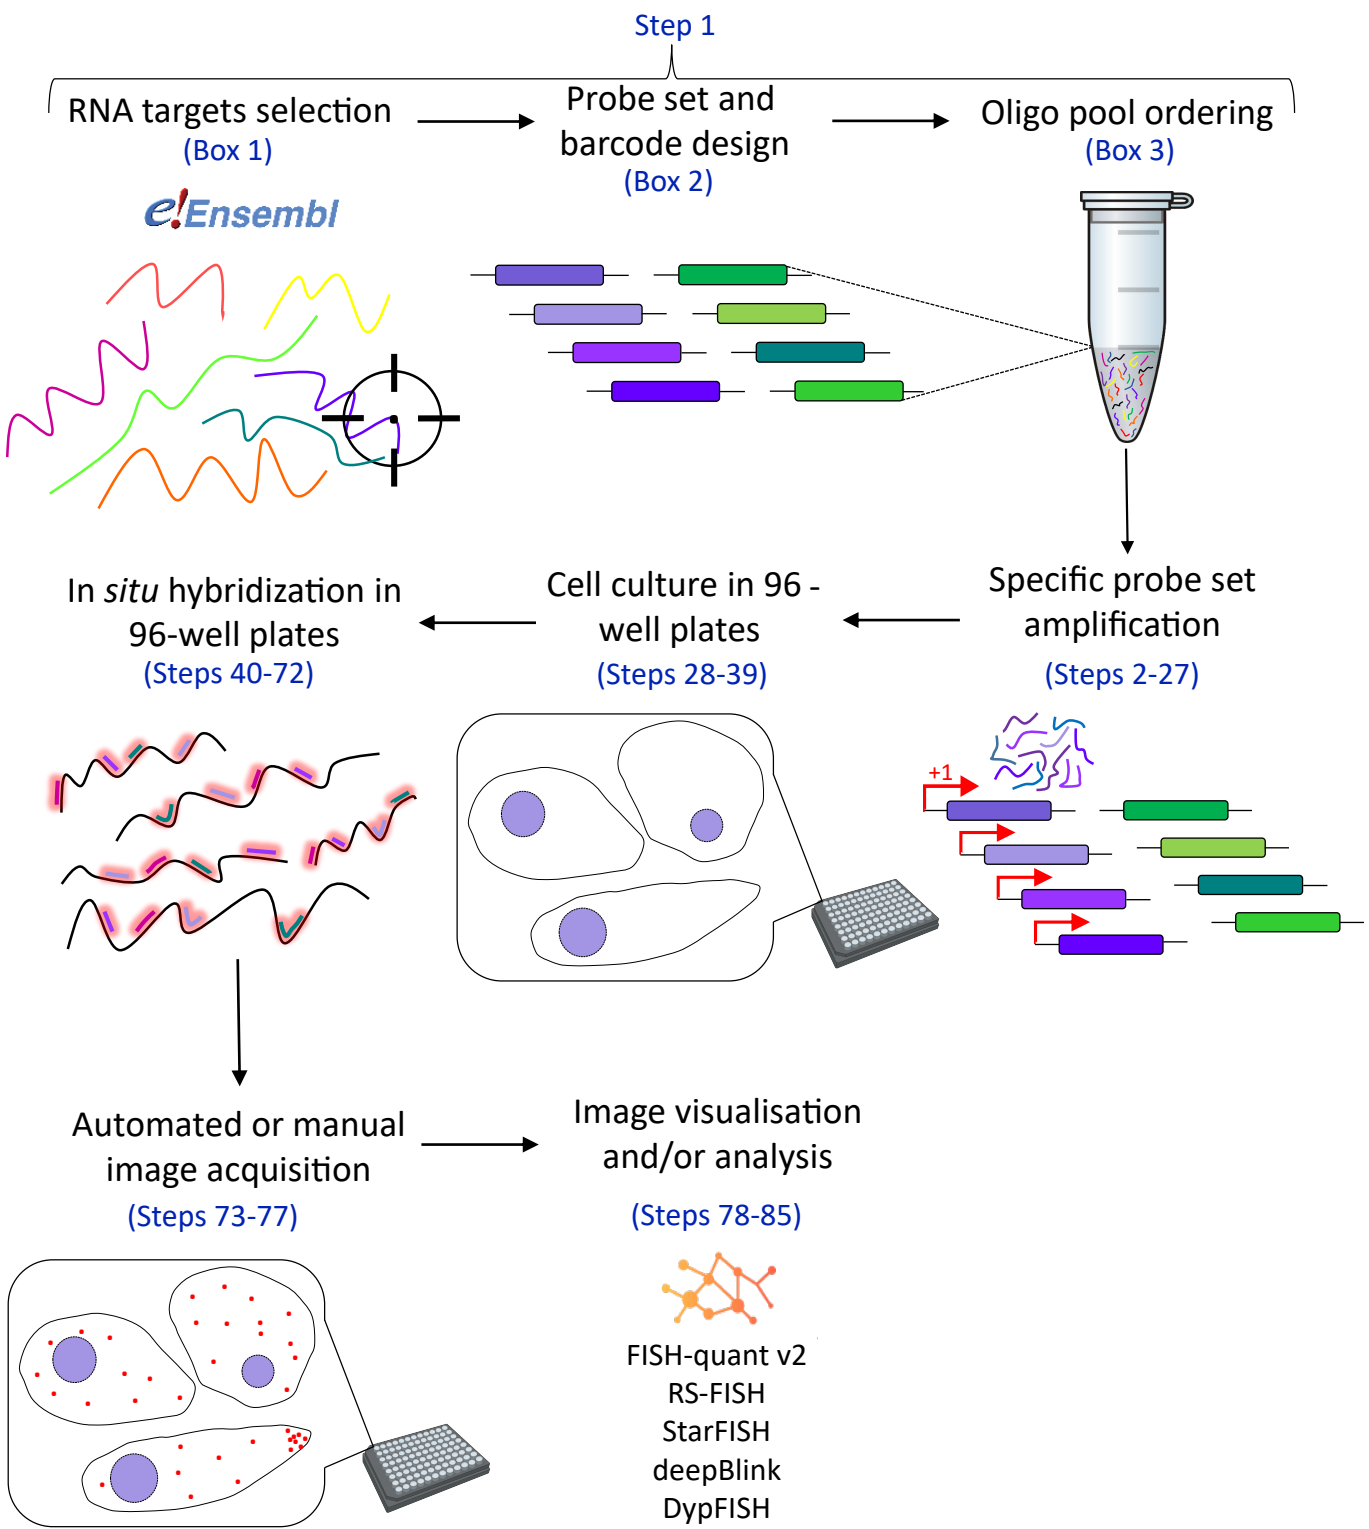 Step 1
RNA targets selection
(Box 1)
Probe set and
barcode design
(Box 2)
Oligo pool ordering
(Box 3)
e!Ensembl
Specific probe set
amplification
(Steps 2-27)
+1
Cell culture in 96 -
well plates
(Steps 28-39)
In situ hybridization in
96-well plates
(Steps 40-72)
Automated or manual
image acquisition
(Steps 73-77)
Image visualisation
and/or analysis
(Steps 78-85)
FISH-quant v2
RS-FISH
StarFISH
deepBlink
DypFISH